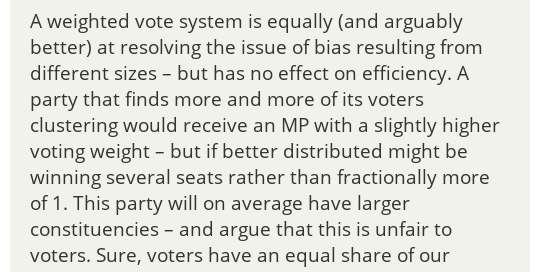 A weighted vote system is equally (and arguably
better) at resolving the issue of bias resulting from
different sizes – but has no effect on efficiency. A
party that finds more and more of its voters
clustering would receive an MP with a slightly higher
voting weight – but if better distributed might be
winning several seats rather than fractionally more
of 1. This party will on average have larger
constituencies – and argue that this is unfair to
voters. Sure, voters have an equal share of our